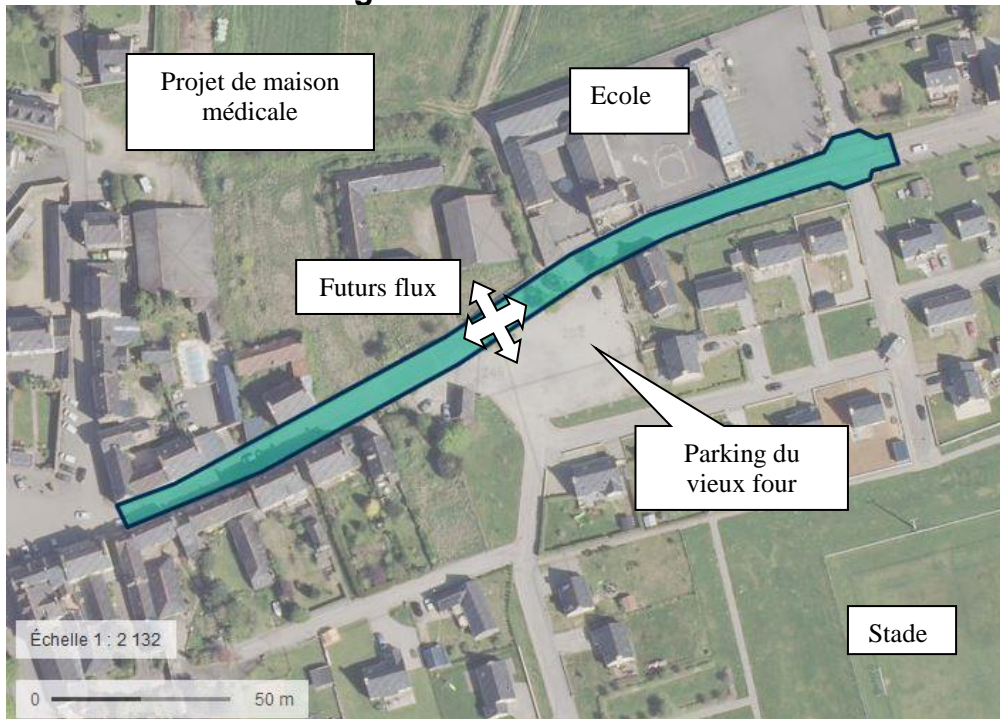 Projet de maison
médicale
Ecole
Futurs flux
Parking du
vieux four
Stade
Échelle 1 : 2 132
0 50 m